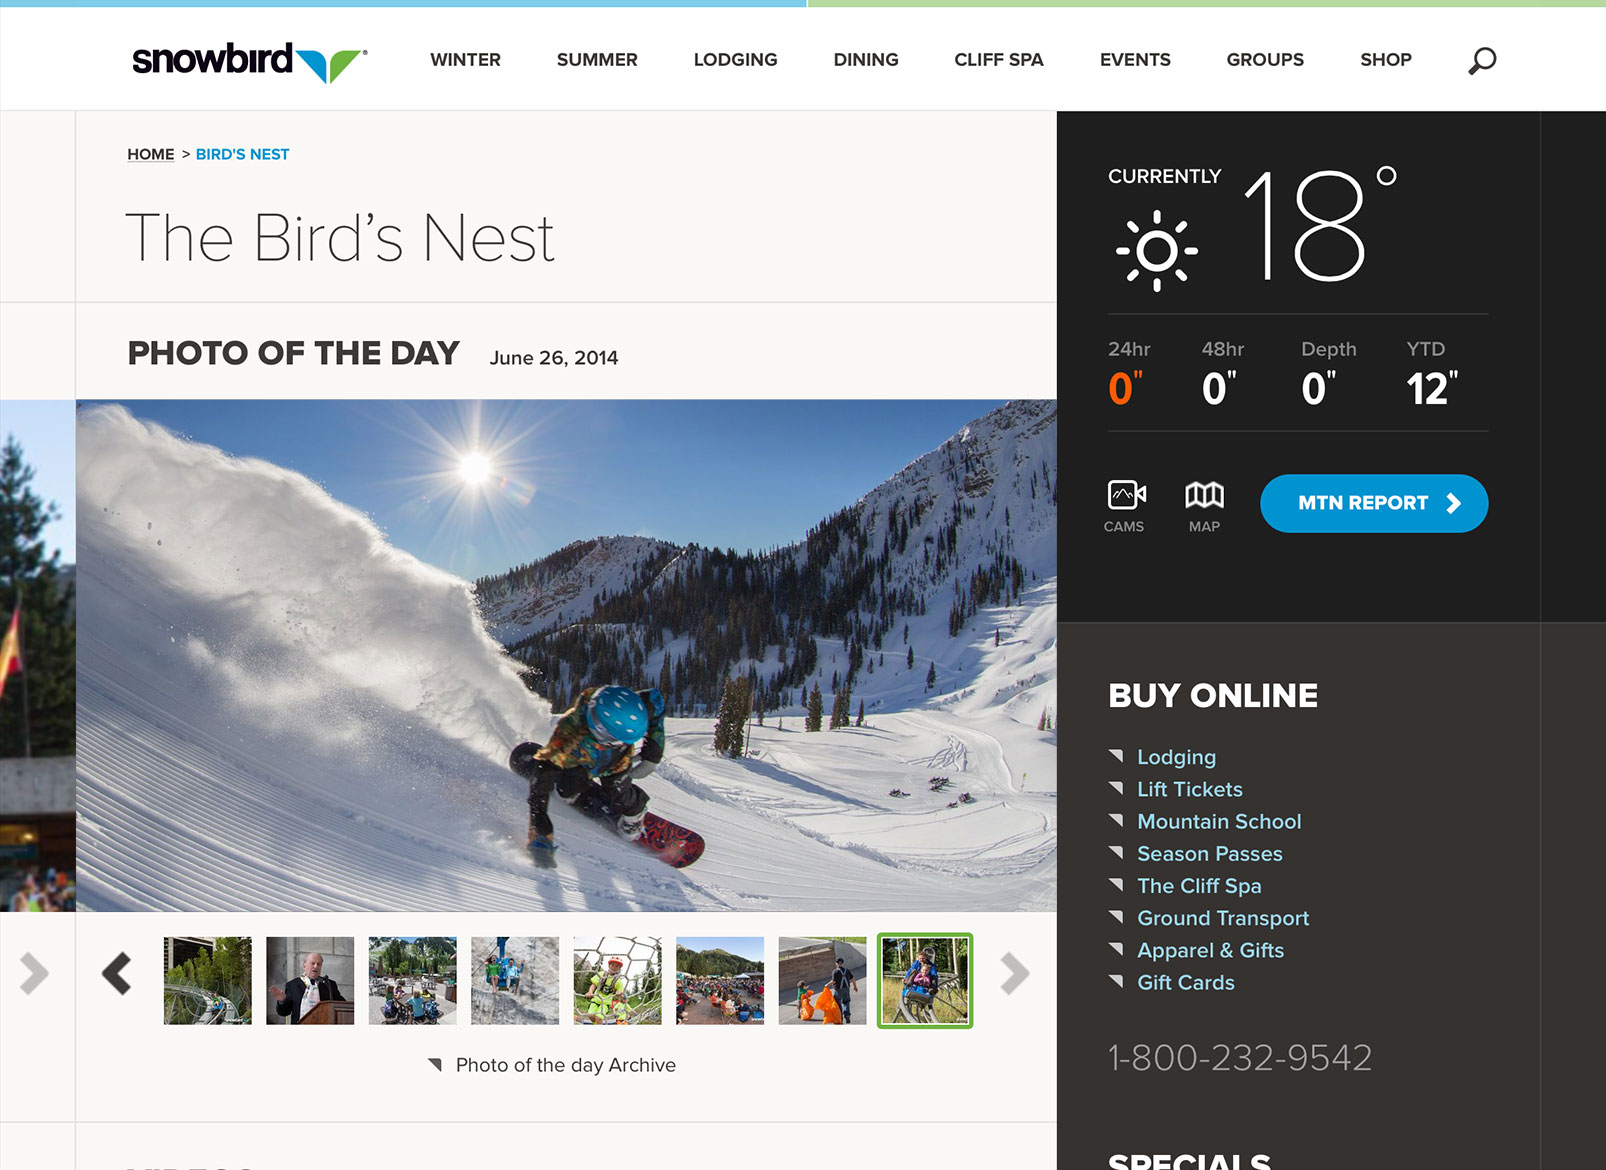 snowbird®
WINTER SUMMER LODGING DINING CLIFF SPA EVENTS GROUPS SHOP
HOME > BIRD'S NEST
The Bird's Nest
PHOTO OF THE DAY June 26, 2014
Photo of the day Archive
CURRENTLY 18°
24hr 48hr Depth YTD
0" 0" 0" 12"
CAMS MAP MTN REPORT
BUY ONLINE
Lodging
Lift Tickets
Mountain School
Season Passes
The Cliff Spa
Ground Transport
Apparel & Gifts
Gift Cards
1-800-232-9542
SPECIALS